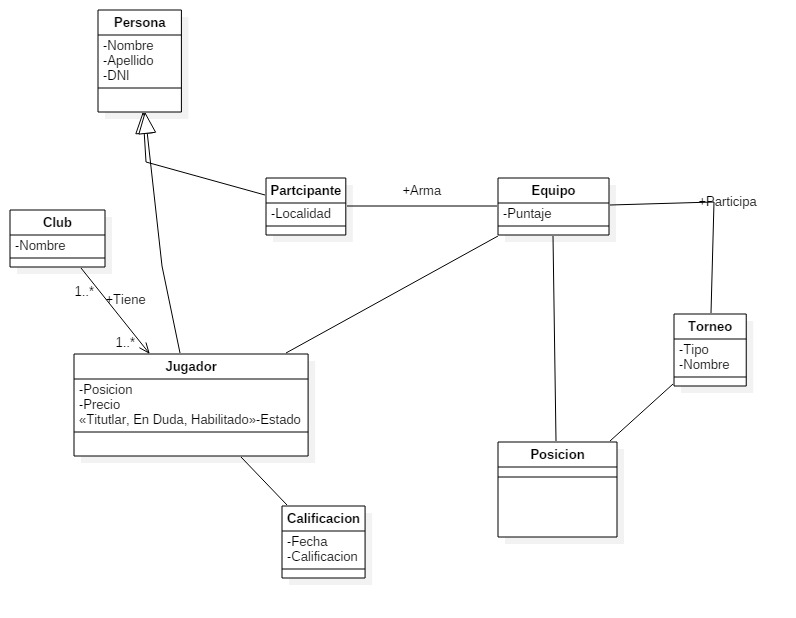 Persona
-Nombre
-Apellido
-DNI
Partcipante
-Localidad
+Arma
Equipo
-Puntaje
+Participa
Club
-Nombre
1..*
+Tiene
1..*
Jugador
-Posicion
-Precio
«Titutlar, En Duda, Habilitado»-Estado
Torneo
-Tipo
-Nombre
Posicion
Calificacion
-Fecha
-Calificacion